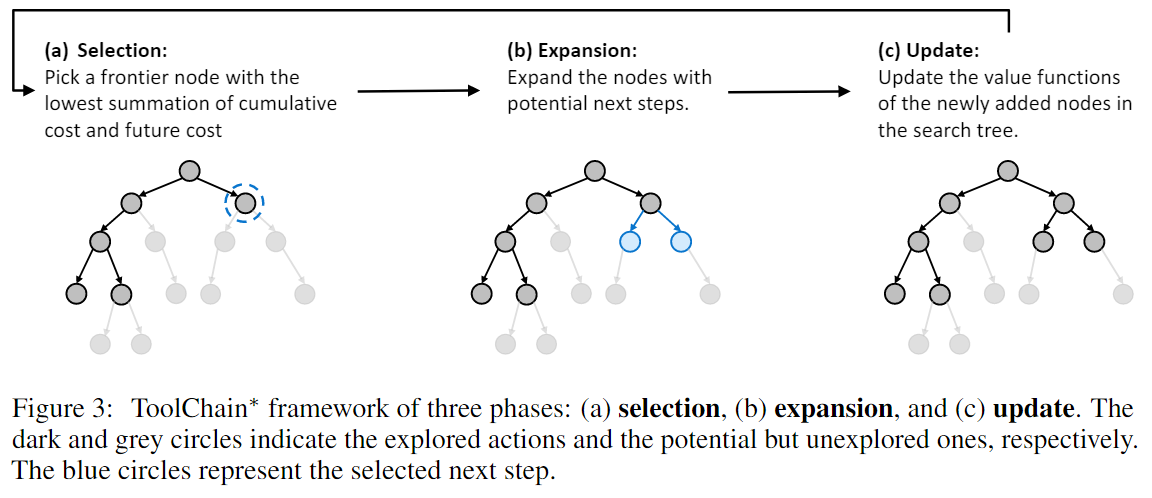 (a) Selection:
Pick a frontier node with the
lowest summation of cumulative
cost and future cost
(b) Expansion:
Expand the nodes with
potential next steps.
(c) Update:
Update the value functions
of the newly added nodes in
the search tree.
Figure 3: ToolChain* framework of three phases: (a) selection, (b) expansion, and (c) update. The
dark and grey circles indicate the explored actions and the potential but unexplored ones, respectively.
The blue circles represent the selected next step.